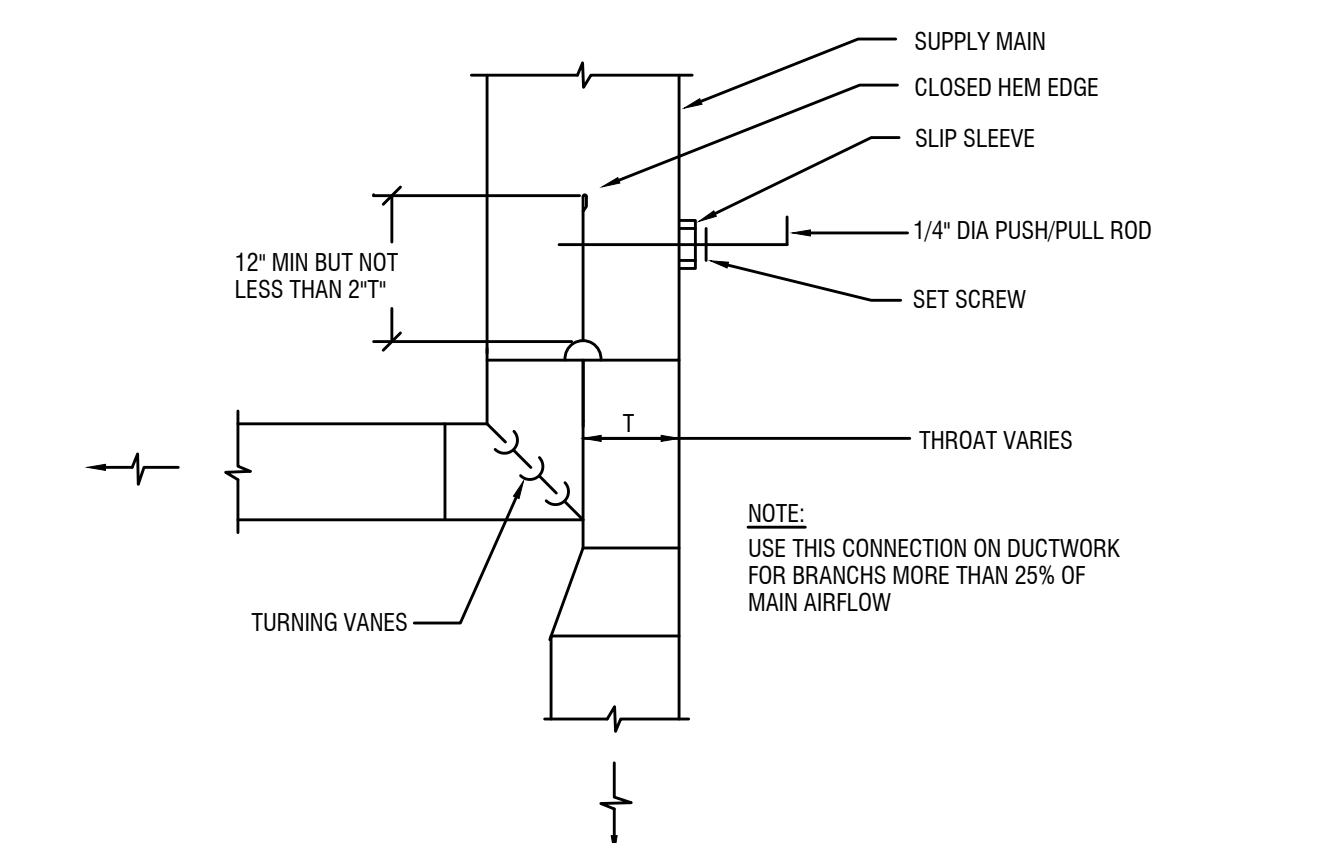 SUPPLY MAIN
CLOSED HEM EDGE
SLIP SLEEVE
1/4" DIA PUSH/PULL ROD
12" MIN BUT NOT
LESS THAN 2"T"
SET SCREW
T
THROAT VARIES
NOTE:
USE THIS CONNECTION ON DUCTWORK
FOR BRANCHS MORE THAN 25% OF
MAIN AIRFLOW
TURNING VANES